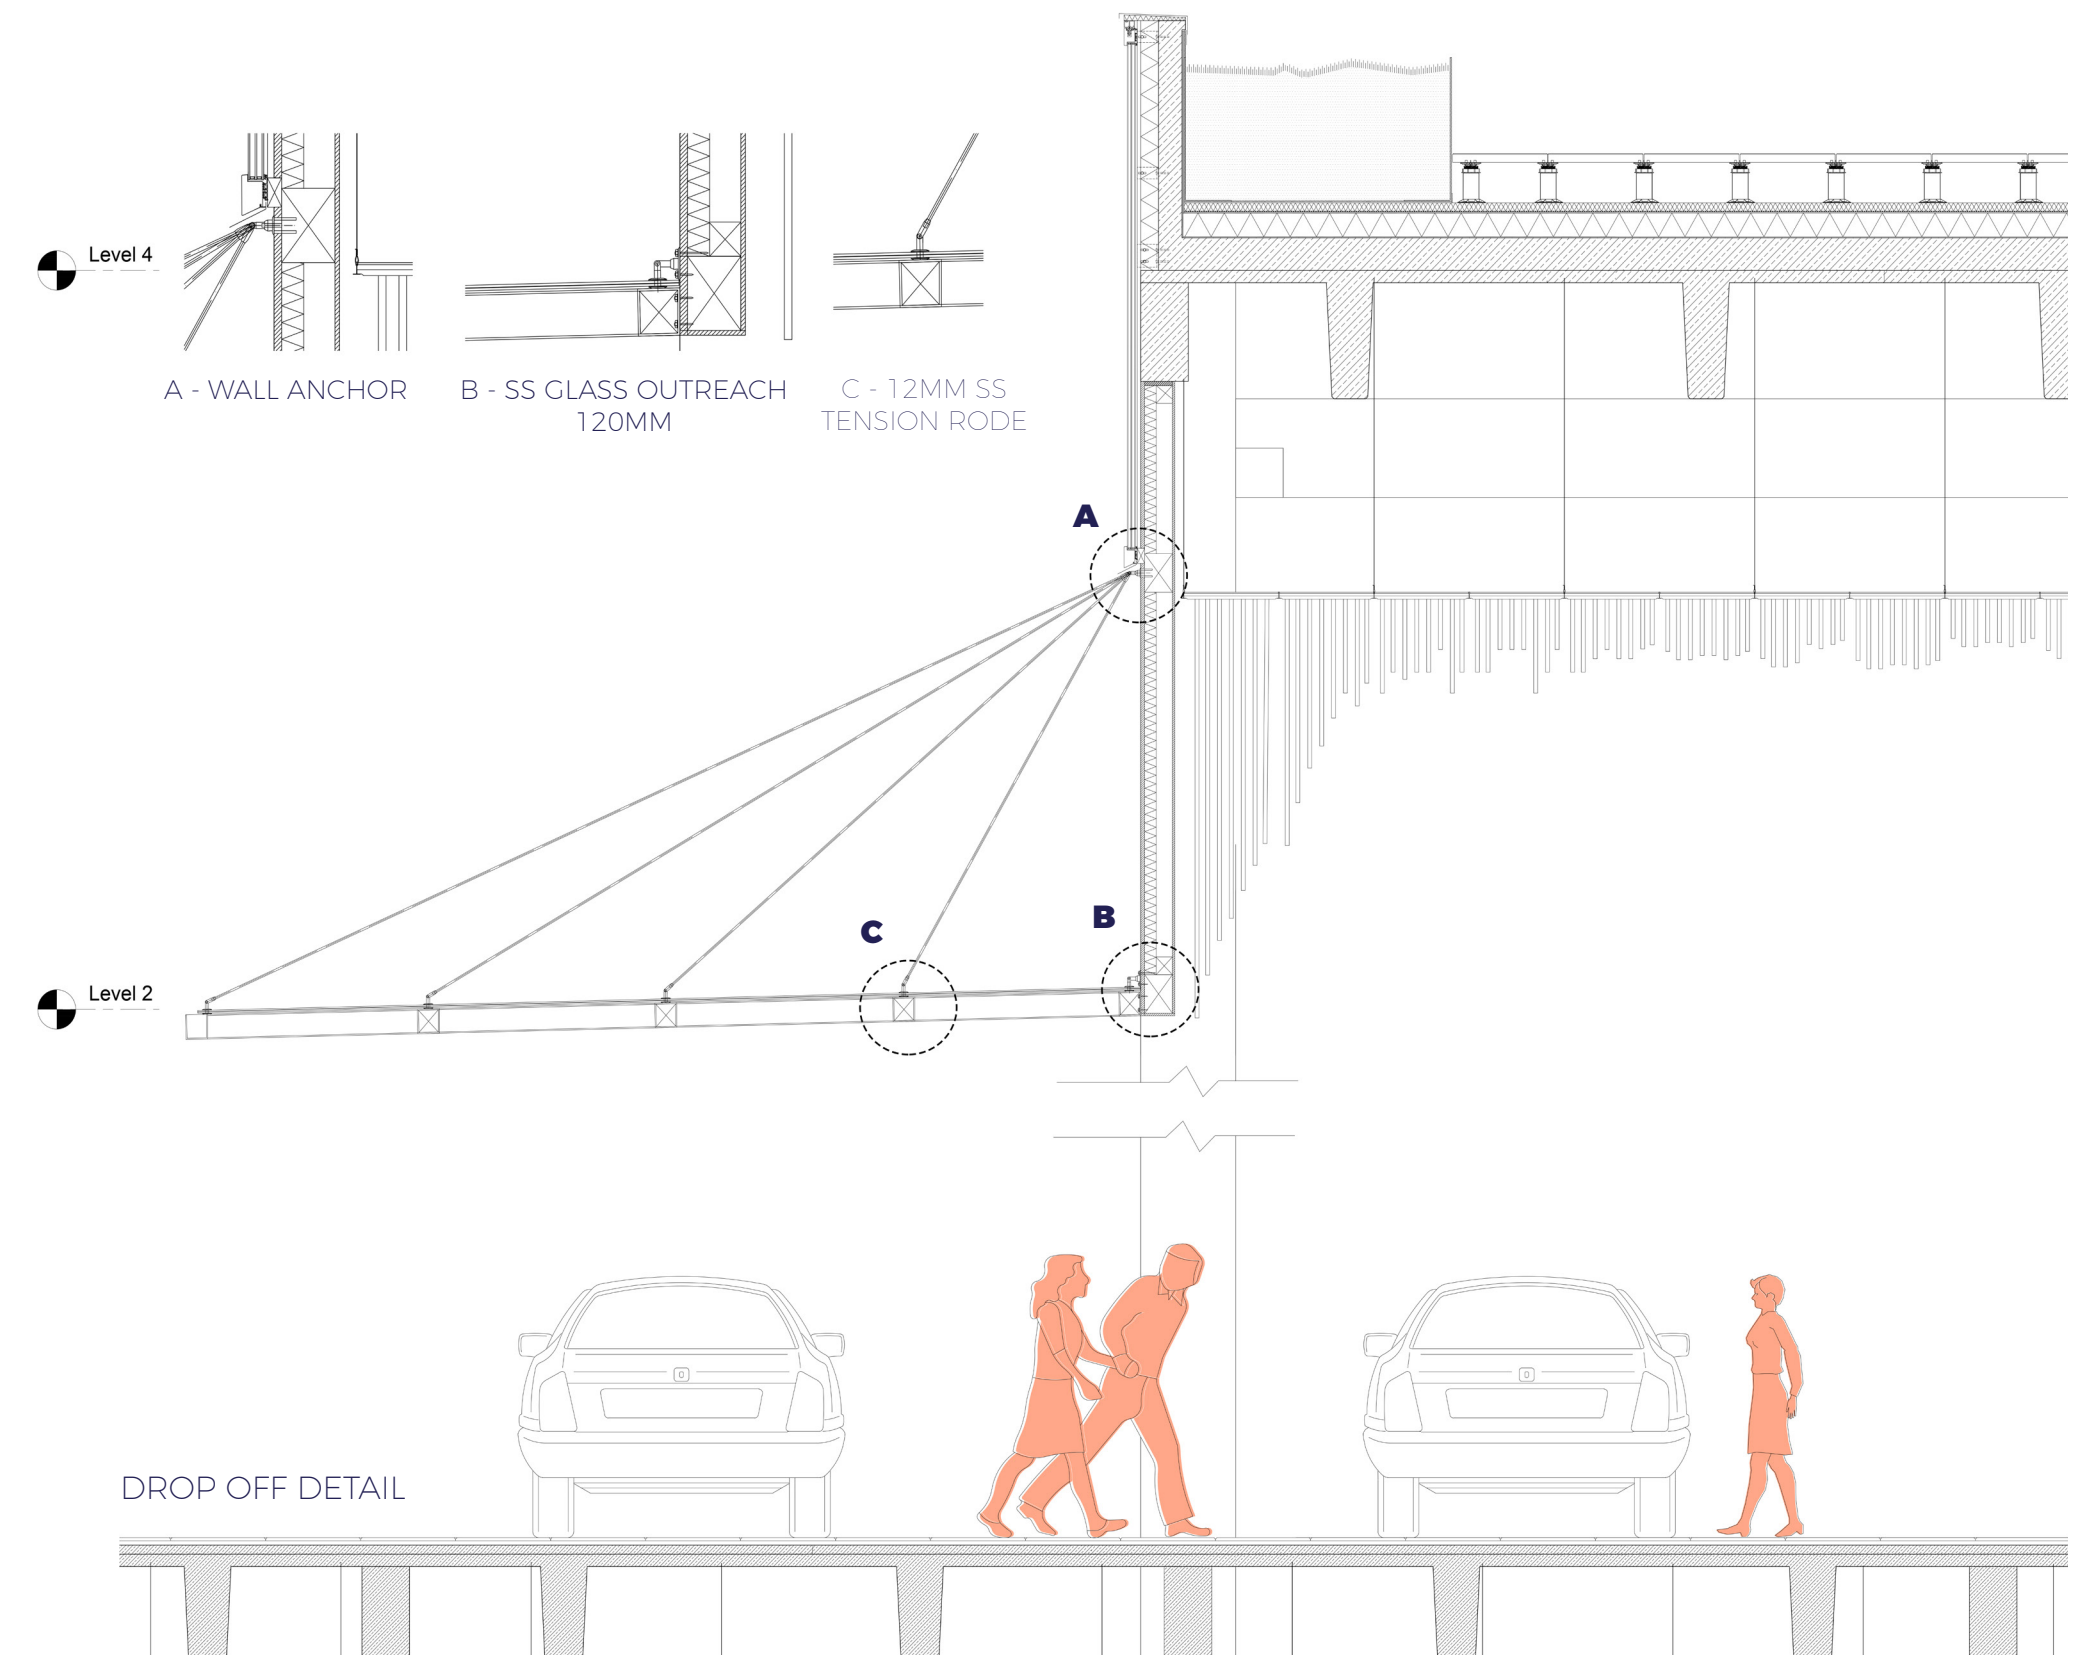 Level 4
A - WALL ANCHOR
B - SS GLASS OUTREACH
120MM
C - 12MM SS
TENSION RODE
A
B
C
Level 2
DROP OFF DETAIL